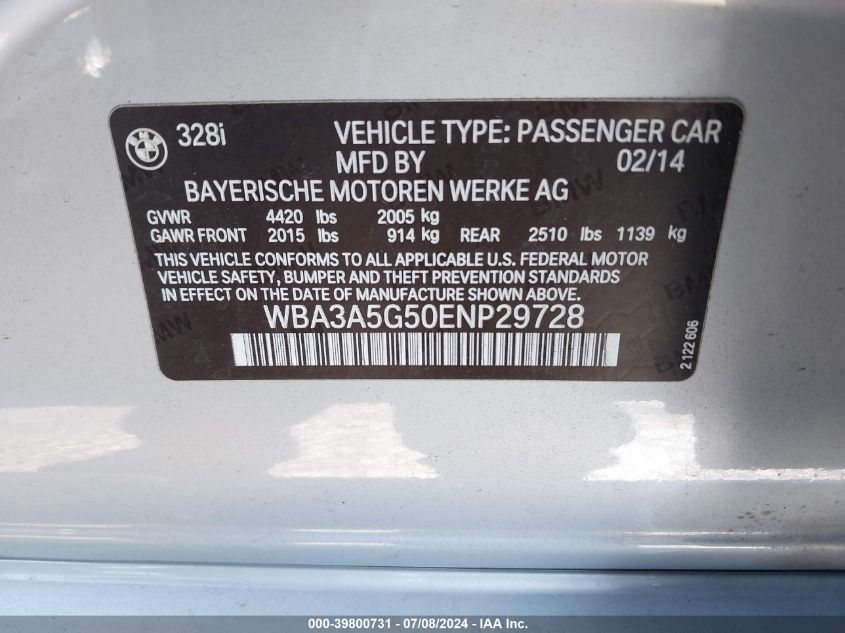 328i VEHICLE TYPE: PASSENGER CAR
MFD BY 02/14
BAYERISCHE MOTOREN WERKE AG
GVWR 4420 lbs 2005 kg
GAWR FRONT 2015 lbs 914 kg REAR 2510 lbs 1139 kg
THIS VEHICLE CONFORMS TO ALL APPLICABLE U.S. FEDERAL MOTOR
VEHICLE SAFETY, BUMPER AND THEFT PREVENTION STANDARDS
IN EFFECT ON THE DATE OF MANUFACTURE SHOWN ABOVE.
WBA3A5G50ENP29728
2 122 606
000-39800731 - 07/08/2024 - IAA Inc.